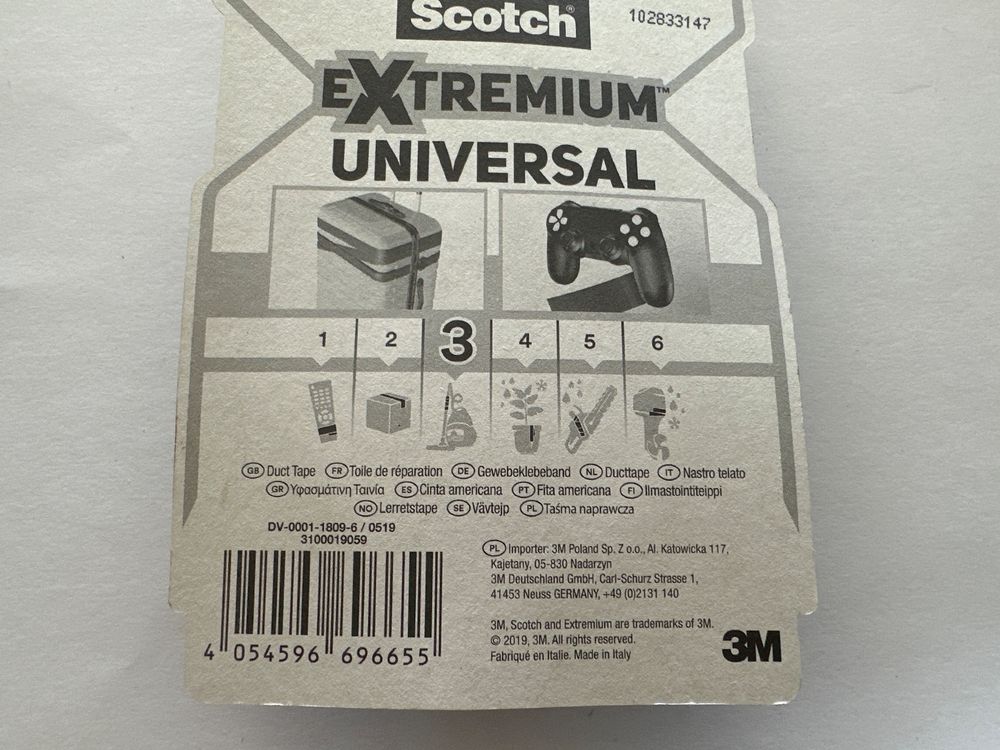 Scotch®
102833147
EXTREMIUM™
UNIVERSAL
1 2 3 4 5 6
GB Duct Tape FR Toile de réparation DE Gewebeklebeband NL Ducttape IT Nastro telato
GR Υφασμάτινη Ταινία ES Cinta americana PT Fita americana FI Ilmastointiteippi
NO Lerretstape SE Vävtejp PL Taśma naprawcza
DV-0001-1809-6 / 0519
3100019059
4 054596 696655
PL Importer: 3M Poland Sp. Z o.o., Al. Katowicka 117,
Kajetany, 05-830 Nadarzyn
3M Deutschland GmbH, Carl-Schurz Strasse 1,
41453 Neuss GERMANY, +49 (0)2131 140
3M, Scotch and Extremium are trademarks of 3M.
© 2019, 3M. All rights reserved.
Fabriqué en Italie. Made in Italy
3M